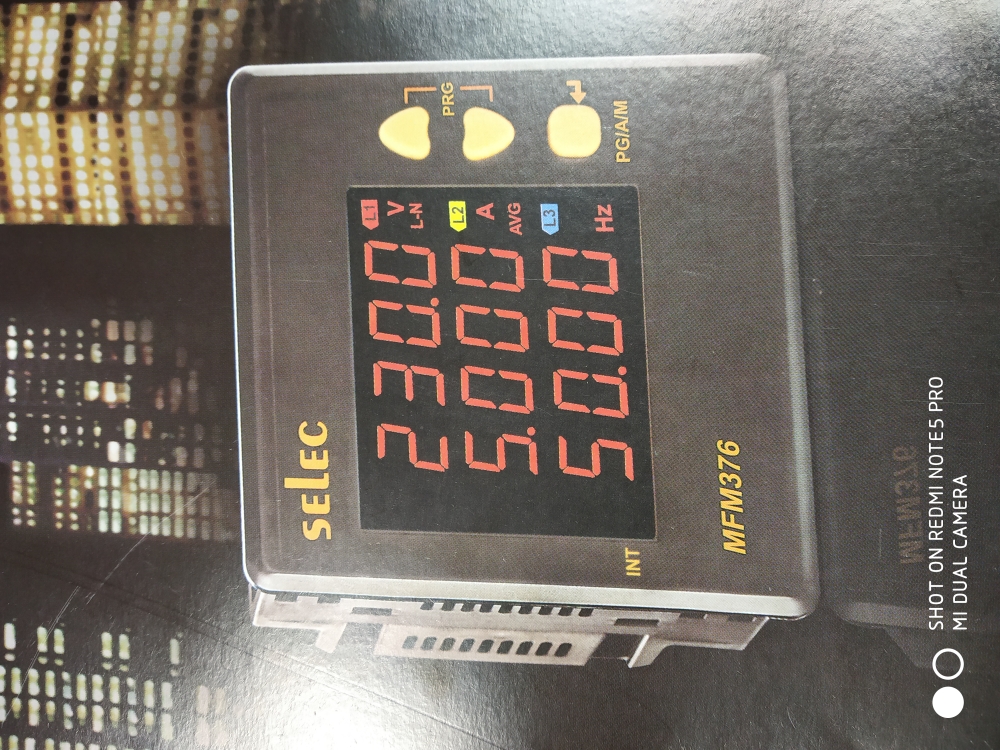 SELEC
230.0 L1 V L-N
5.000 L2 A AVG
50.00 L3 Hz
PRG
PG/A/M
INT
MFM376
MFM376
SHOT ON REDMI NOTE5 PRO
MI DUAL CAMERA